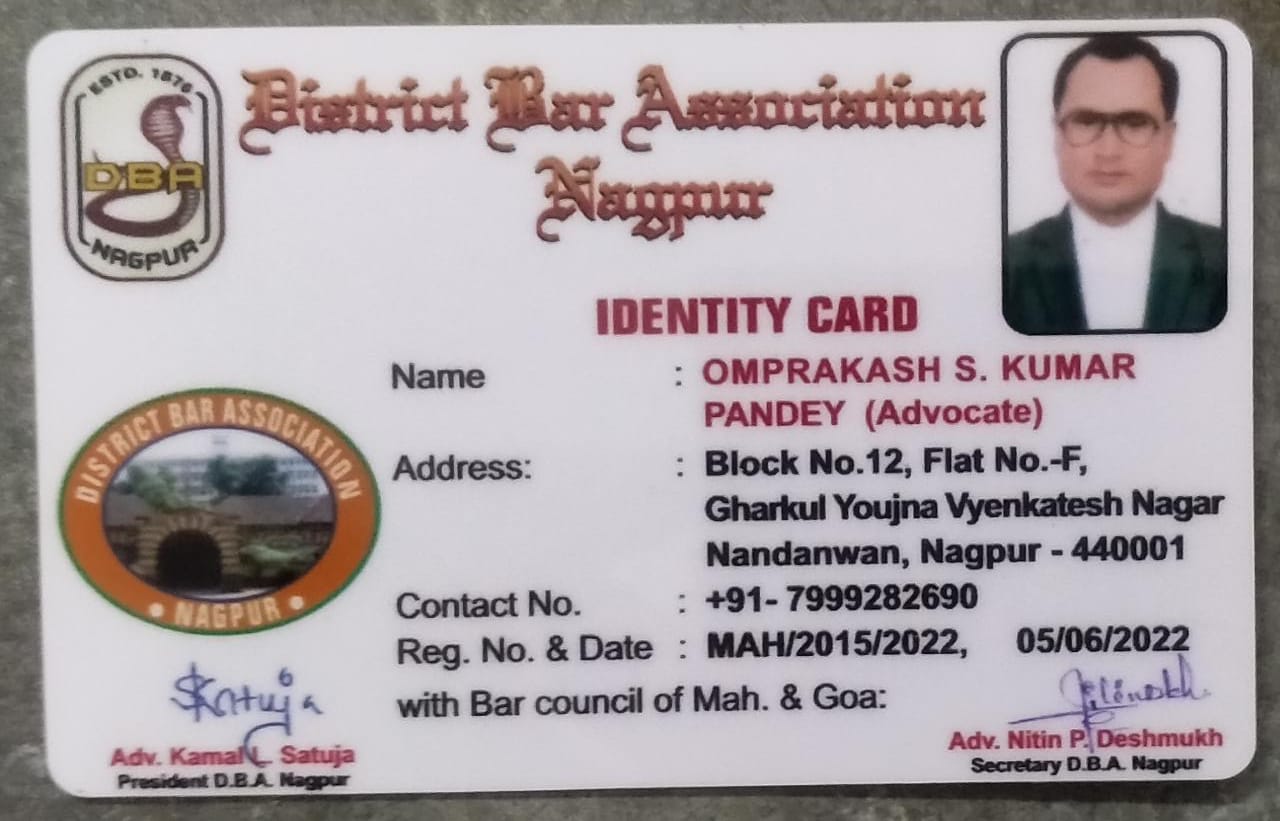 ESTD. 1876
DBA
NAGPUR
District Bar Association
Nagpur
IDENTITY CARD
Name : OMPRAKASH S. KUMAR
PANDEY (Advocate)
Address: : Block No.12, Flat No.-F,
Gharkul Youjna Vyenkatesh Nagar
Nandanwan, Nagpur - 440001
Contact No. : +91- 7999282690
Reg. No. & Date : MAH/2015/2022, 05/06/2022
with Bar council of Mah. & Goa:
DISTRICT BAR ASSOCIATION
NAGPUR
SKatuja
Adv. Kamal L. Satuja
President D.B.A. Nagpur
Adv. Nitin P. Deshmukh
Secretary D.B.A. Nagpur